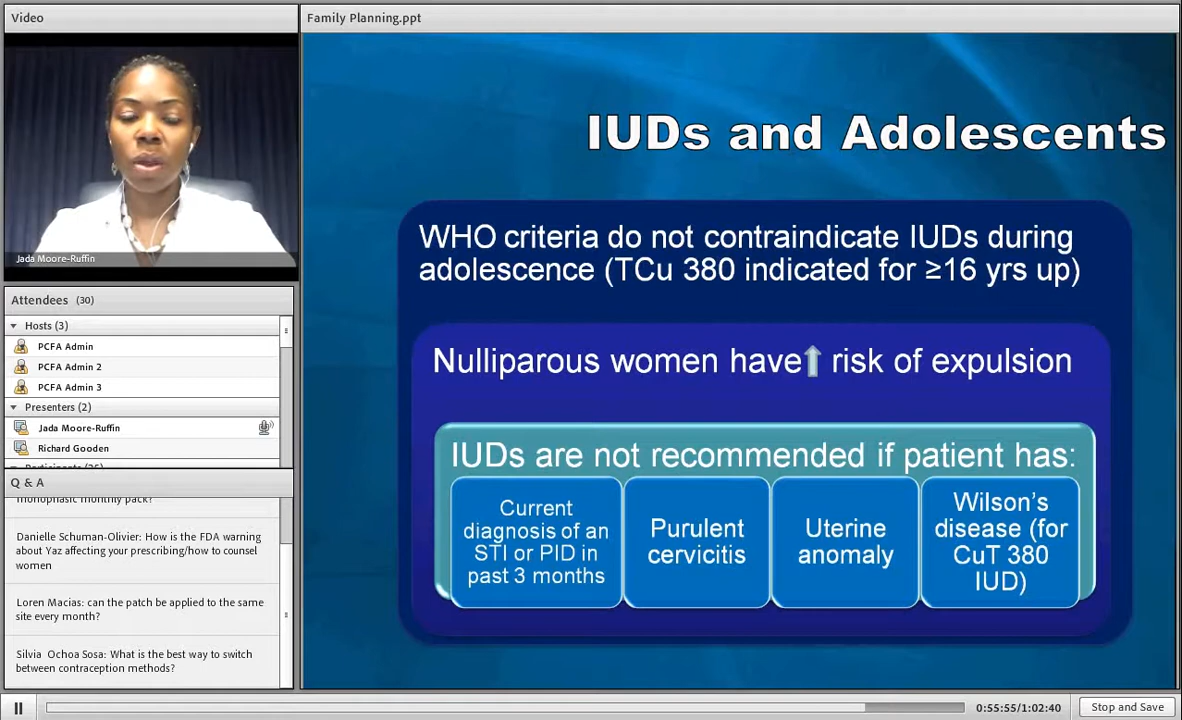 Video
Family Planning.ppt
Jada Moore-Ruffin
Attendees (30)
Hosts (3)
PCFA Admin
PCFA Admin 2
PCFA Admin 3
Presenters (2)
Jada Moore-Ruffin
Richard Gooden
Q & A
monophasic monthly pack?
Danielle Schuman-Olivier: How is the FDA warning
about Yaz affecting your prescribing/how to counsel
women
Loren Macias: can the patch be applied to the same
site every month?
Silvia Ochoa Sosa: What is the best way to switch
between contraception methods?
IUDs and Adolescents
WHO criteria do not contraindicate IUDs during
adolescence (TCu 380 indicated for ≥16 yrs up)
Nulliparous women have risk of expulsion
IUDs are not recommended if patient has:
Current
diagnosis of an
STI or PID in
past 3 months
Purulent
cervicitis
Uterine
anomaly
Wilson's
disease (for
CuT 380
IUD)
0:55:55/1:02:40
Stop and Save